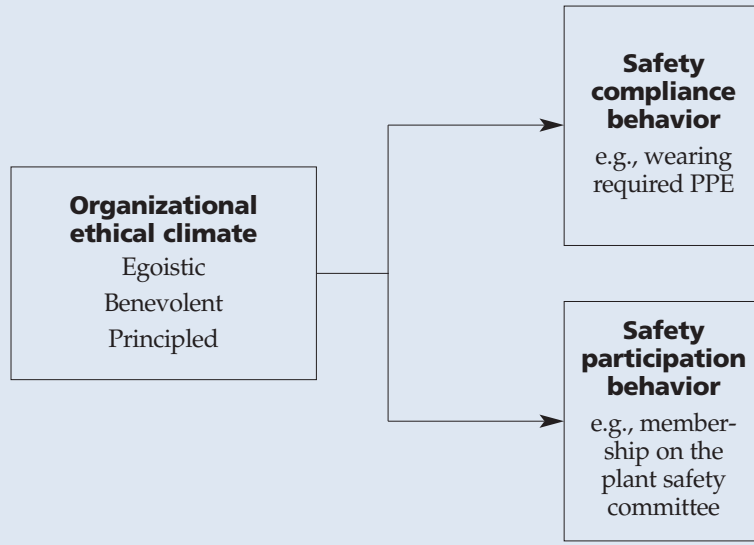 Organizational
ethical climate
Egoistic
Benevolent
Principled
Safety
compliance
behavior
e.g., wearing
required PPE
Safety
participation
behavior
e.g., member-
ship on the
plant safety
committee